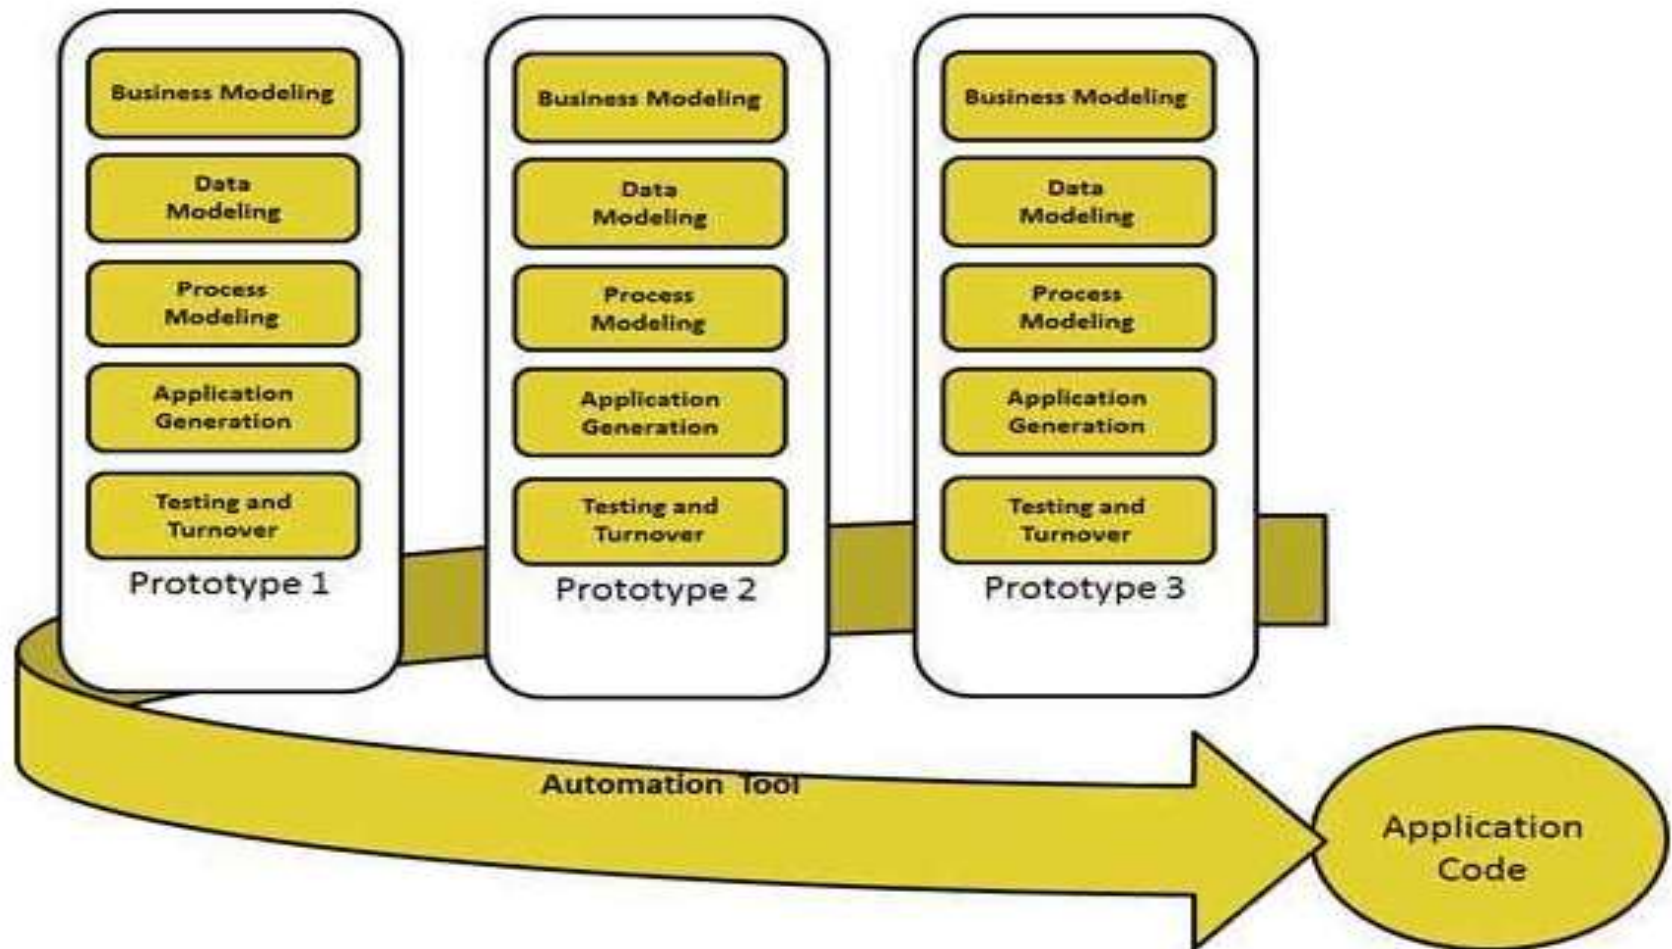 Business Modeling
Data
Modeling
Process
Modeling
Application
Generation
Testing and
Turnover
Prototype 1
Business Modeling
Data
Modeling
Process
Modeling
Application
Generation
Testing and
Turnover
Prototype 2
Business Modeling
Data
Modeling
Process
Modeling
Application
Generation
Testing and
Turnover
Prototype 3
Automation Tool
Application
Code